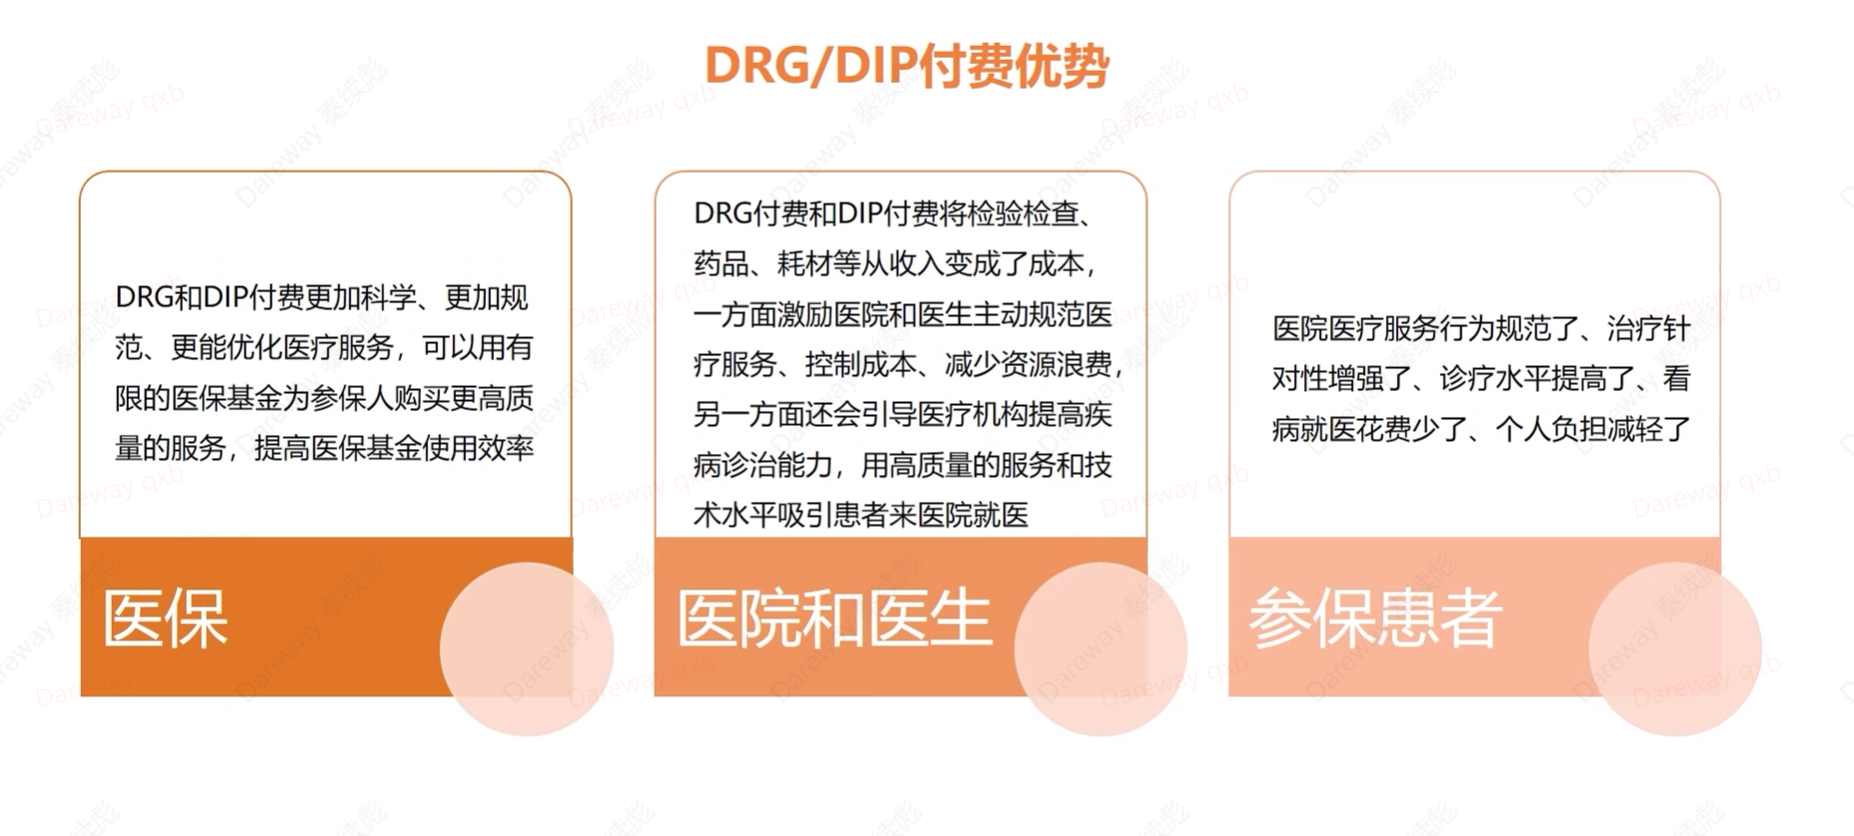 DRG/DIP付费优势
DRG和DIP付费更加科学、更加规
范、更能优化医疗服务，可以用有
限的医保基金为参保人购买更高质
量的服务，提高医保基金使用效率
医保
DRG付费和DIP付费将检验检查、
药品、耗材等从收入变成了成本，
一方面激励医院和医生主动规范医
疗服务、控制成本、减少资源浪费，
另一方面还会引导医疗机构提高疾
病诊治能力，用高质量的服务和技
术水平吸引患者来医院就医
医院和医生
医院医疗服务行为规范了、治疗针
对性增强了、诊疗水平提高了、看
病就医花费少了、个人负担减轻了
参保患者
Dareway 秦续彪
Dareway qxb